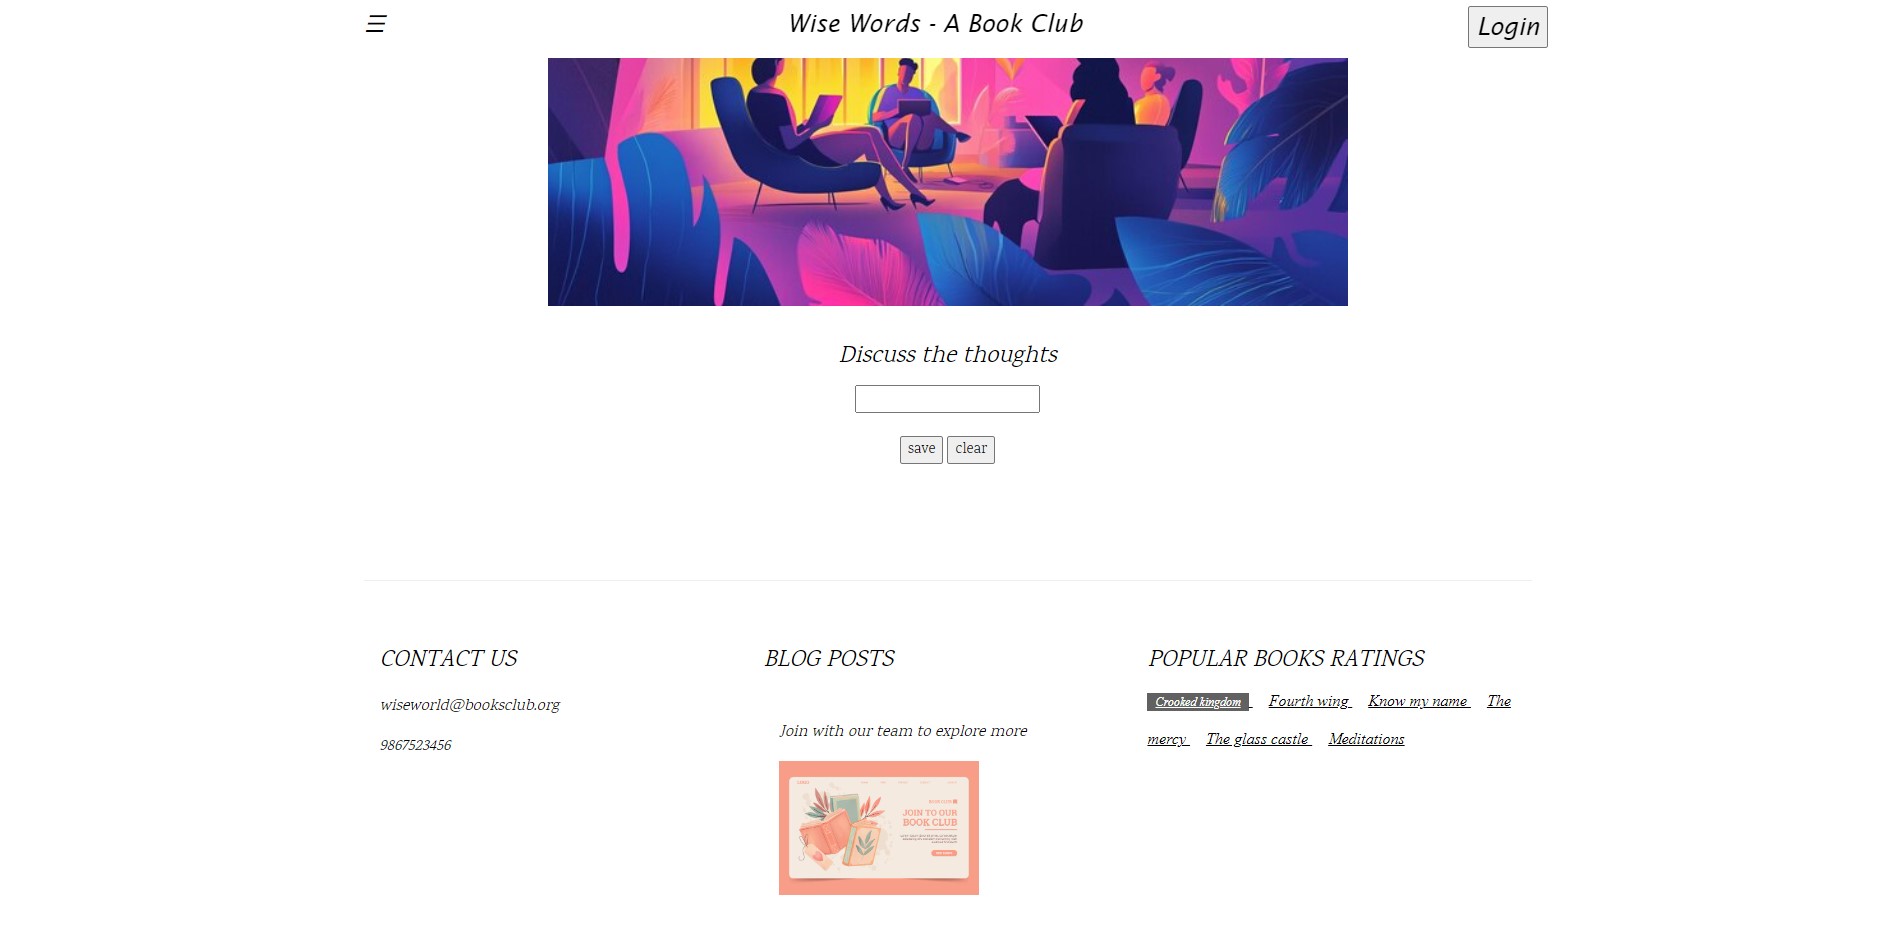 ☰ Wise Words - A Book Club Login
Discuss the thoughts
save clear
CONTACT US
wiseworld@booksclub.org
9867523456
BLOG POSTS
Join with our team to explore more
JOIN TO OUR
BOOK CLUB
POPULAR BOOKS RATINGS
Crooked kingdom Fourth wing Know my name The
mercy The glass castle Meditations